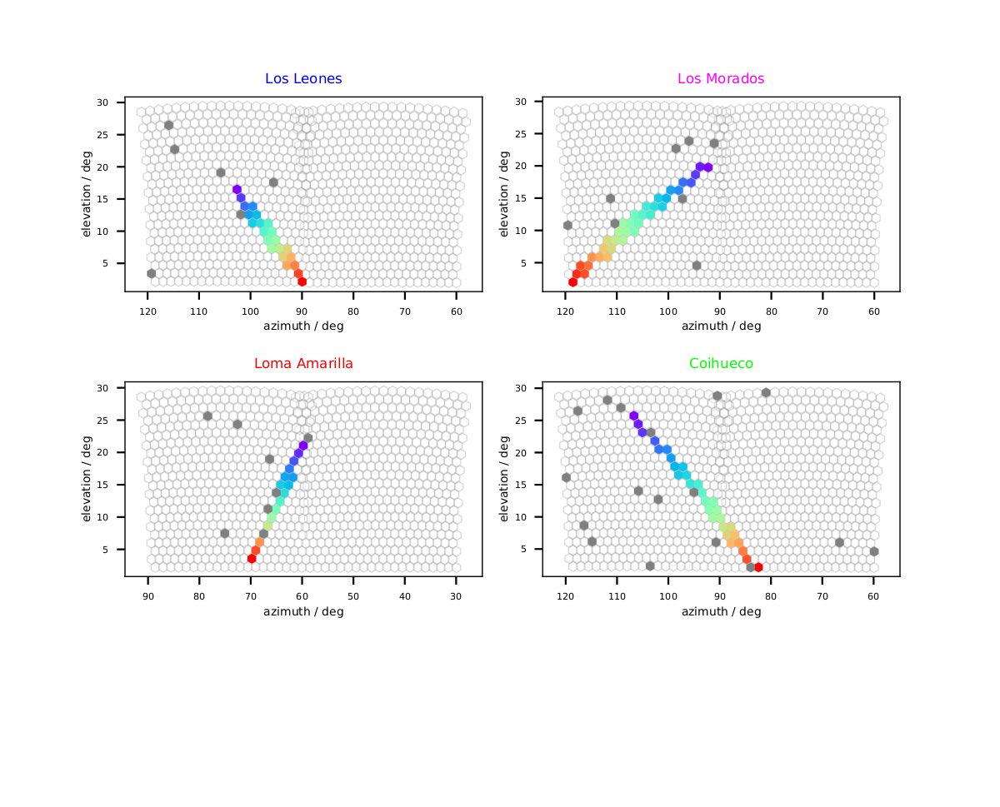 Los Leones
30
25
20
15
10
5
elevation / deg
120 110 100 90 80 70 60
azimuth / deg
Los Morados
30
25
20
15
10
5
elevation / deg
120 110 100 90 80 70 60
azimuth / deg
Loma Amarilla
30
25
20
15
10
5
elevation / deg
90 80 70 60 50 40 30
azimuth / deg
Coihueco
30
25
20
15
10
5
elevation / deg
120 110 100 90 80 70 60
azimuth / deg